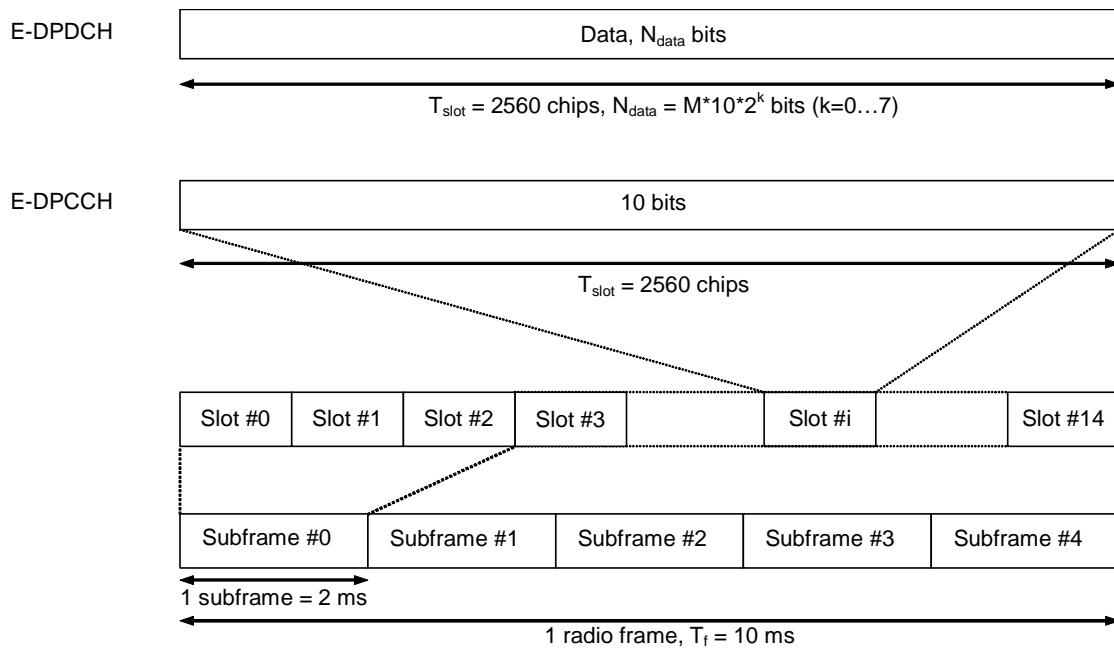 E-DPDCH
Data, Ndata bits
Tslot = 2560 chips, Ndata = M*10*2^k bits (k=0…7)
E-DPCCH
10 bits
Tslot = 2560 chips
Slot #0 Slot #1 Slot #2 Slot #3 Slot #i Slot #14
Subframe #0 Subframe #1 Subframe #2 Subframe #3 Subframe #4
1 subframe = 2 ms
1 radio frame, Tf = 10 ms